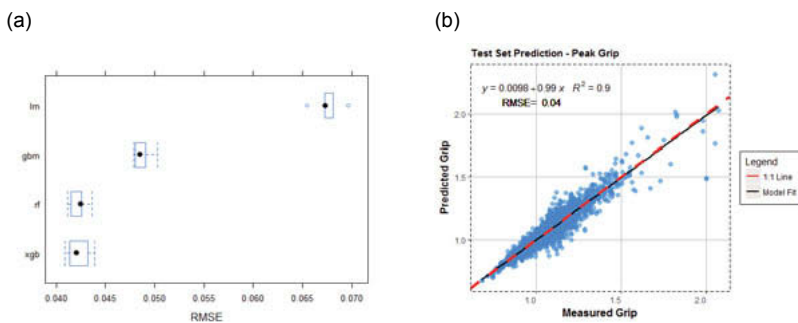 (a)
lm
gbm
rf
xgb
0.040 0.045 0.050 0.055 0.060 0.065 0.070
RMSE
(b)
Test Set Prediction - Peak Grip
y = 0.0098 + 0.99 x R² = 0.9
RMSE= 0.04
2.0
1.5
1.0
Predicted Grip
1.0 1.5 2.0
Measured Grip
Legend
1:1 Line
Model Fit